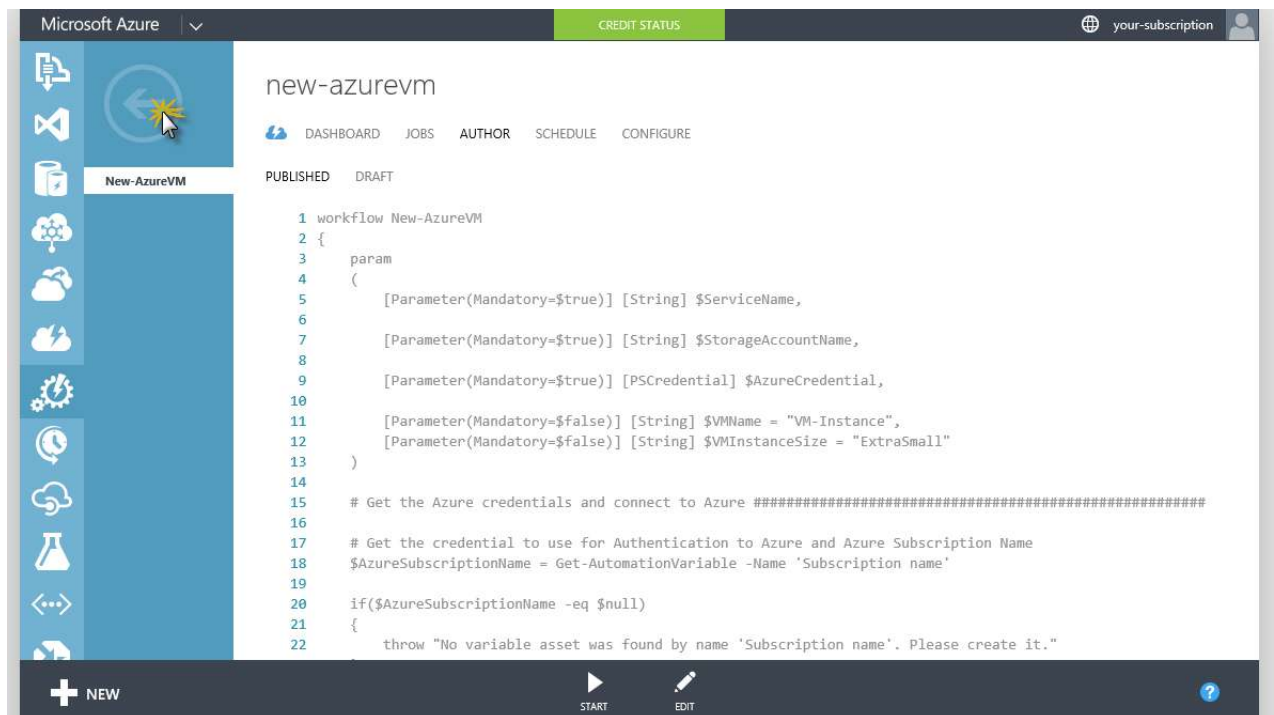 Microsoft Azure
CREDIT STATUS
your-subscription
New-AzureVM
new-azurevm
DASHBOARD JOBS AUTHOR SCHEDULE CONFIGURE
PUBLISHED DRAFT
1 workflow New-AzureVM
2 {
3 param
4 (
5 [Parameter(Mandatory=$true)] [String] $ServiceName,
6
7 [Parameter(Mandatory=$true)] [String] $StorageAccountName,
8
9 [Parameter(Mandatory=$true)] [PSCredential] $AzureCredential,
10
11 [Parameter(Mandatory=$false)] [String] $VMName = "VM-Instance",
12 [Parameter(Mandatory=$false)] [String] $VMInstanceSize = "ExtraSmall"
13 )
14
15 # Get the Azure credentials and connect to Azure #######################################################
16
17 # Get the credential to use for Authentication to Azure and Azure Subscription Name
18 $AzureSubscriptionName = Get-AutomationVariable -Name 'Subscription name'
19
20 if($AzureSubscriptionName -eq $null)
21 {
22 throw "No variable asset was found by name 'Subscription name'. Please create it."
NEW
START
EDIT
?